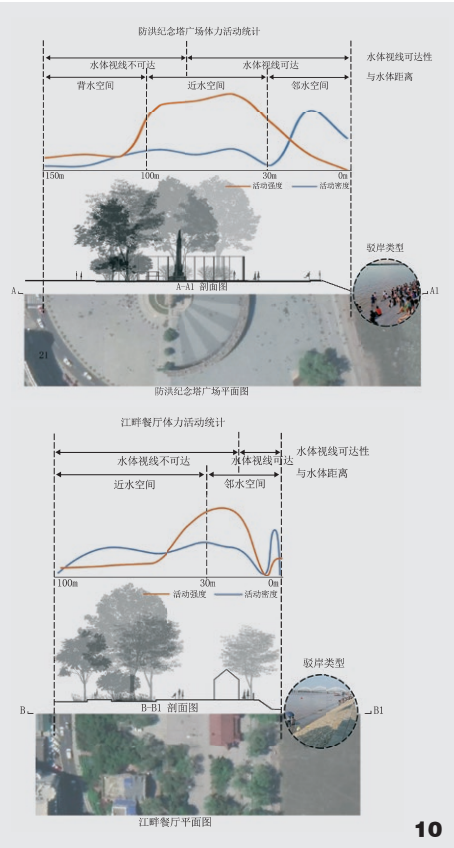 防洪纪念塔广场体力活动统计
水体视线不可达 水体视线可达 水体视线可达性
背水空间 近水空间 邻水空间 与水体距离
150m 100m 30m 0m
活动强度 活动密度
驳岸类型
A A-A1 剖面图 A1
21
防洪纪念塔广场平面图
江畔餐厅体力活动统计
水体视线不可达 水体视线可达 水体视线可达性
近水空间 邻水空间 与水体距离
100m 30m 0m
活动强度 活动密度
驳岸类型
B B-B1 剖面图 B1
江畔餐厅平面图
10